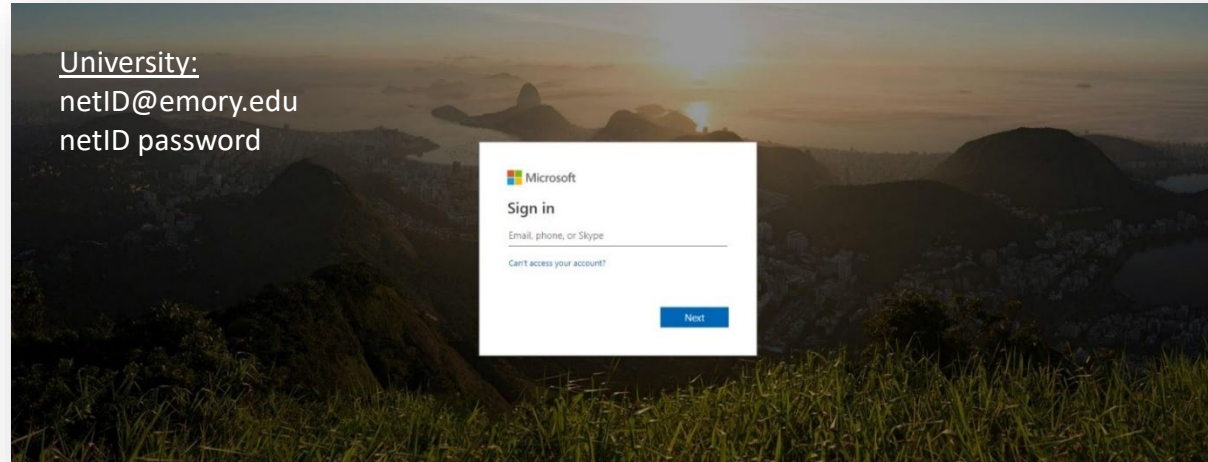 University:
netID@emory.edu
netID password
Microsoft
Sign in
Email, phone, or Skype
Can't access your account?
Next